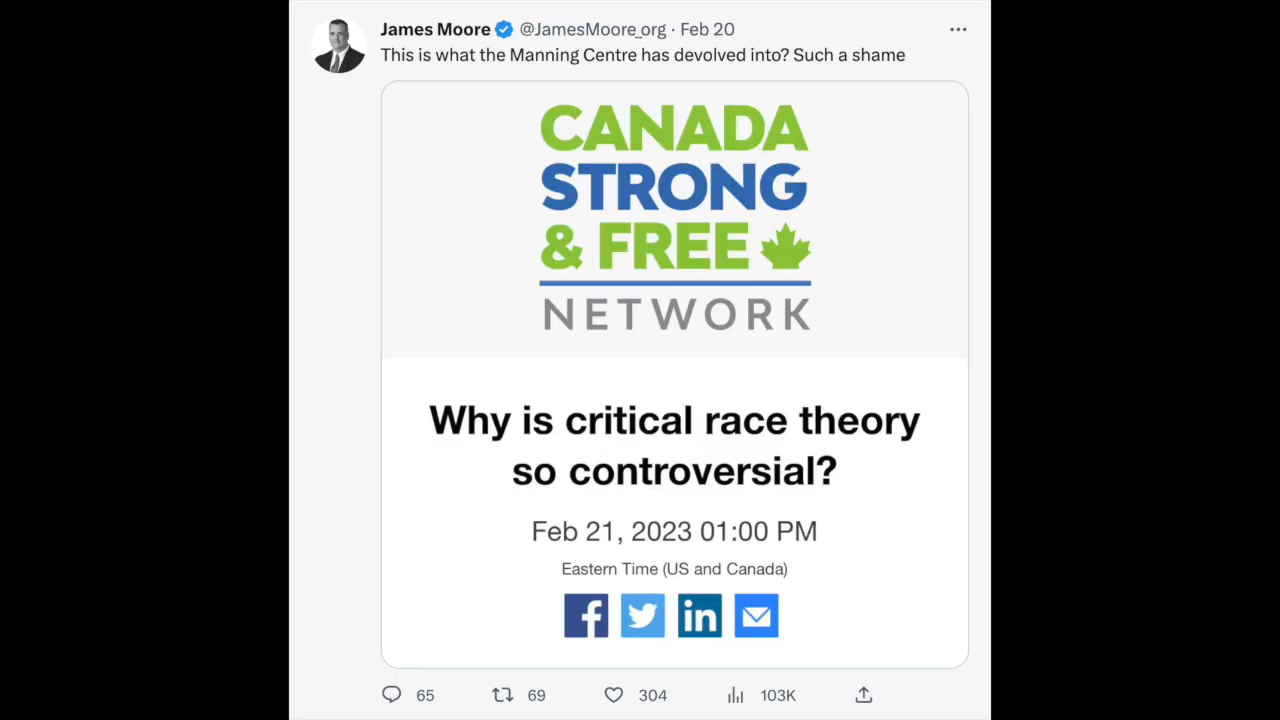 James Moore @JamesMoore_org · Feb 20
This is what the Manning Centre has devolved into? Such a shame
CANADA
STRONG
& FREE
NETWORK
Why is critical race theory
so controversial?
Feb 21, 2023 01:00 PM
Eastern Time (US and Canada)
f in
65 69 304 103K